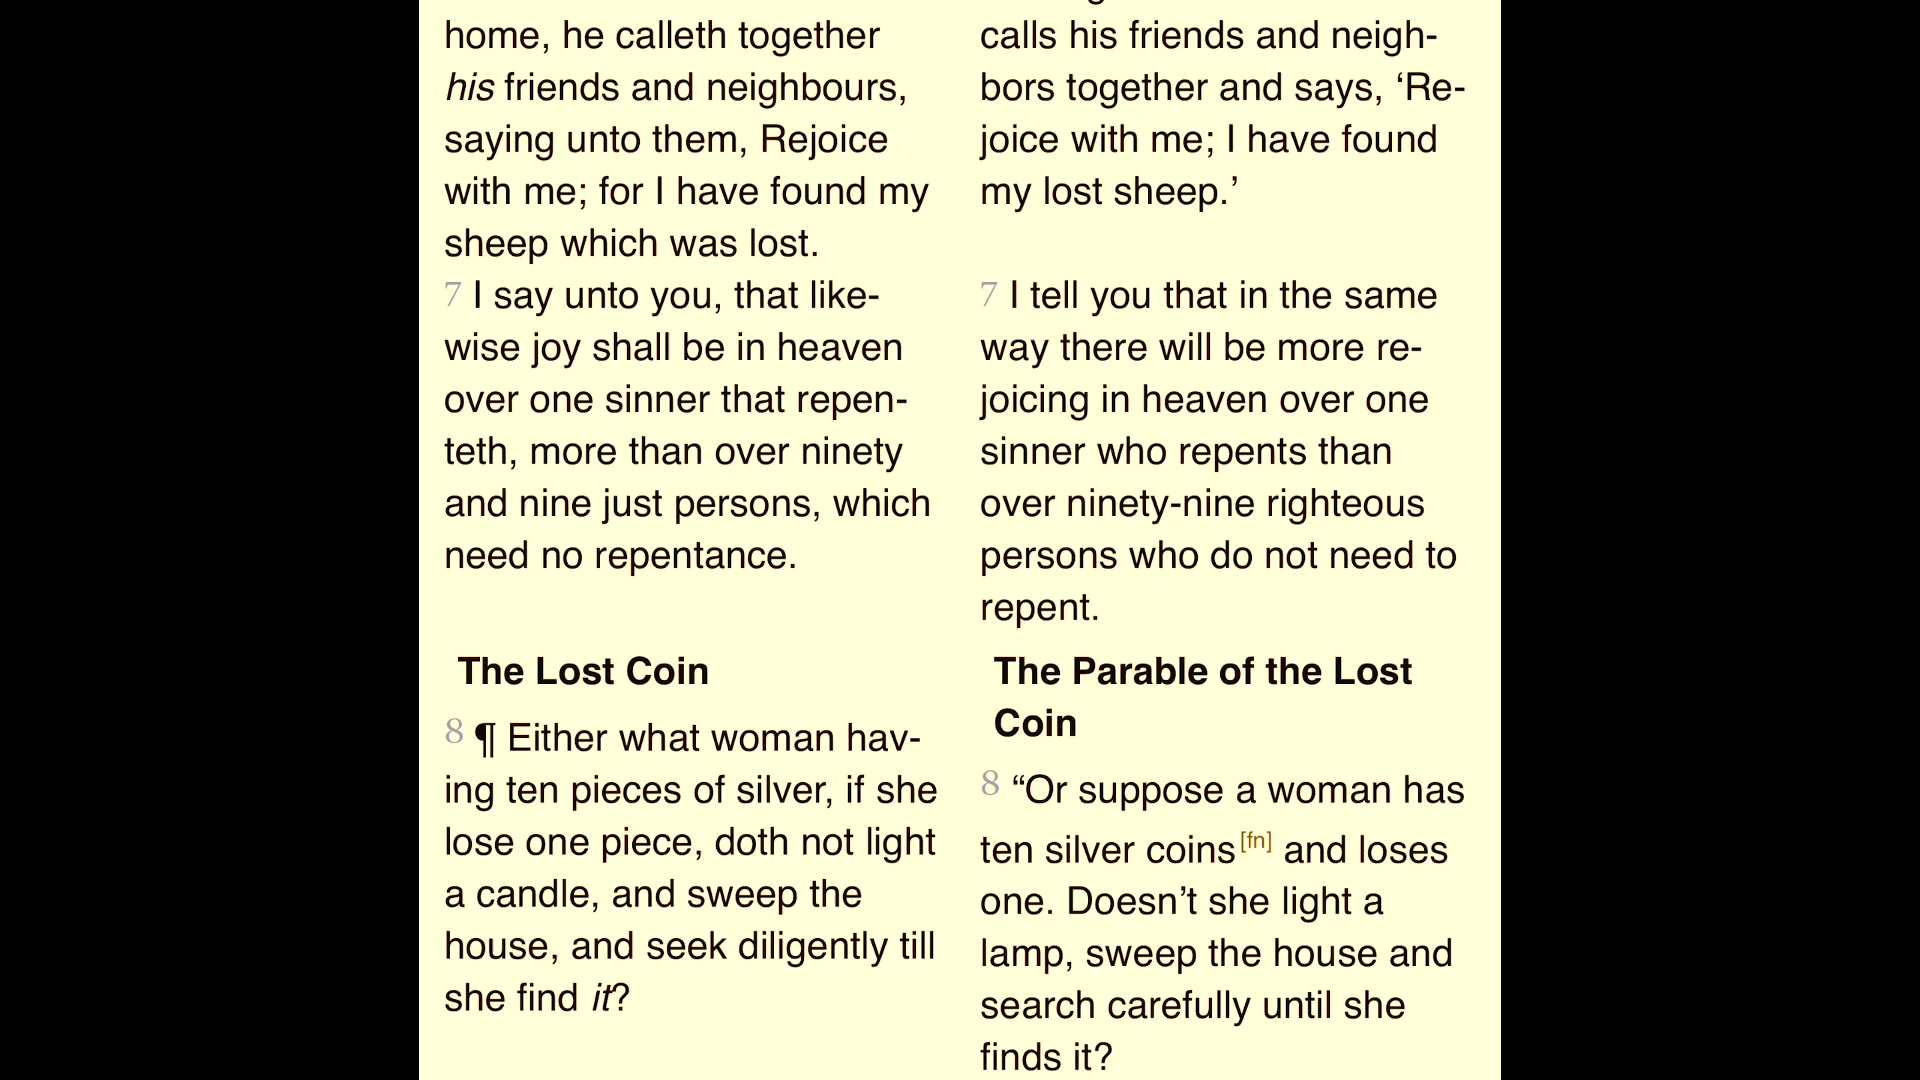 home, he calleth together
his friends and neighbours,
saying unto them, Rejoice
with me; for I have found my
sheep which was lost.
7 I say unto you, that like-
wise joy shall be in heaven
over one sinner that repen-
teth, more than over ninety
and nine just persons, which
need no repentance.
The Lost Coin
8 ¶ Either what woman hav-
ing ten pieces of silver, if she
lose one piece, doth not light
a candle, and sweep the
house, and seek diligently till
she find it?
calls his friends and neigh-
bors together and says, ‘Re-
joice with me; I have found
my lost sheep.’
7 I tell you that in the same
way there will be more re-
joicing in heaven over one
sinner who repents than
over ninety-nine righteous
persons who do not need to
repent.
The Parable of the Lost
Coin
8 “Or suppose a woman has
ten silver coins[fn] and loses
one. Doesn’t she light a
lamp, sweep the house and
search carefully until she
finds it?